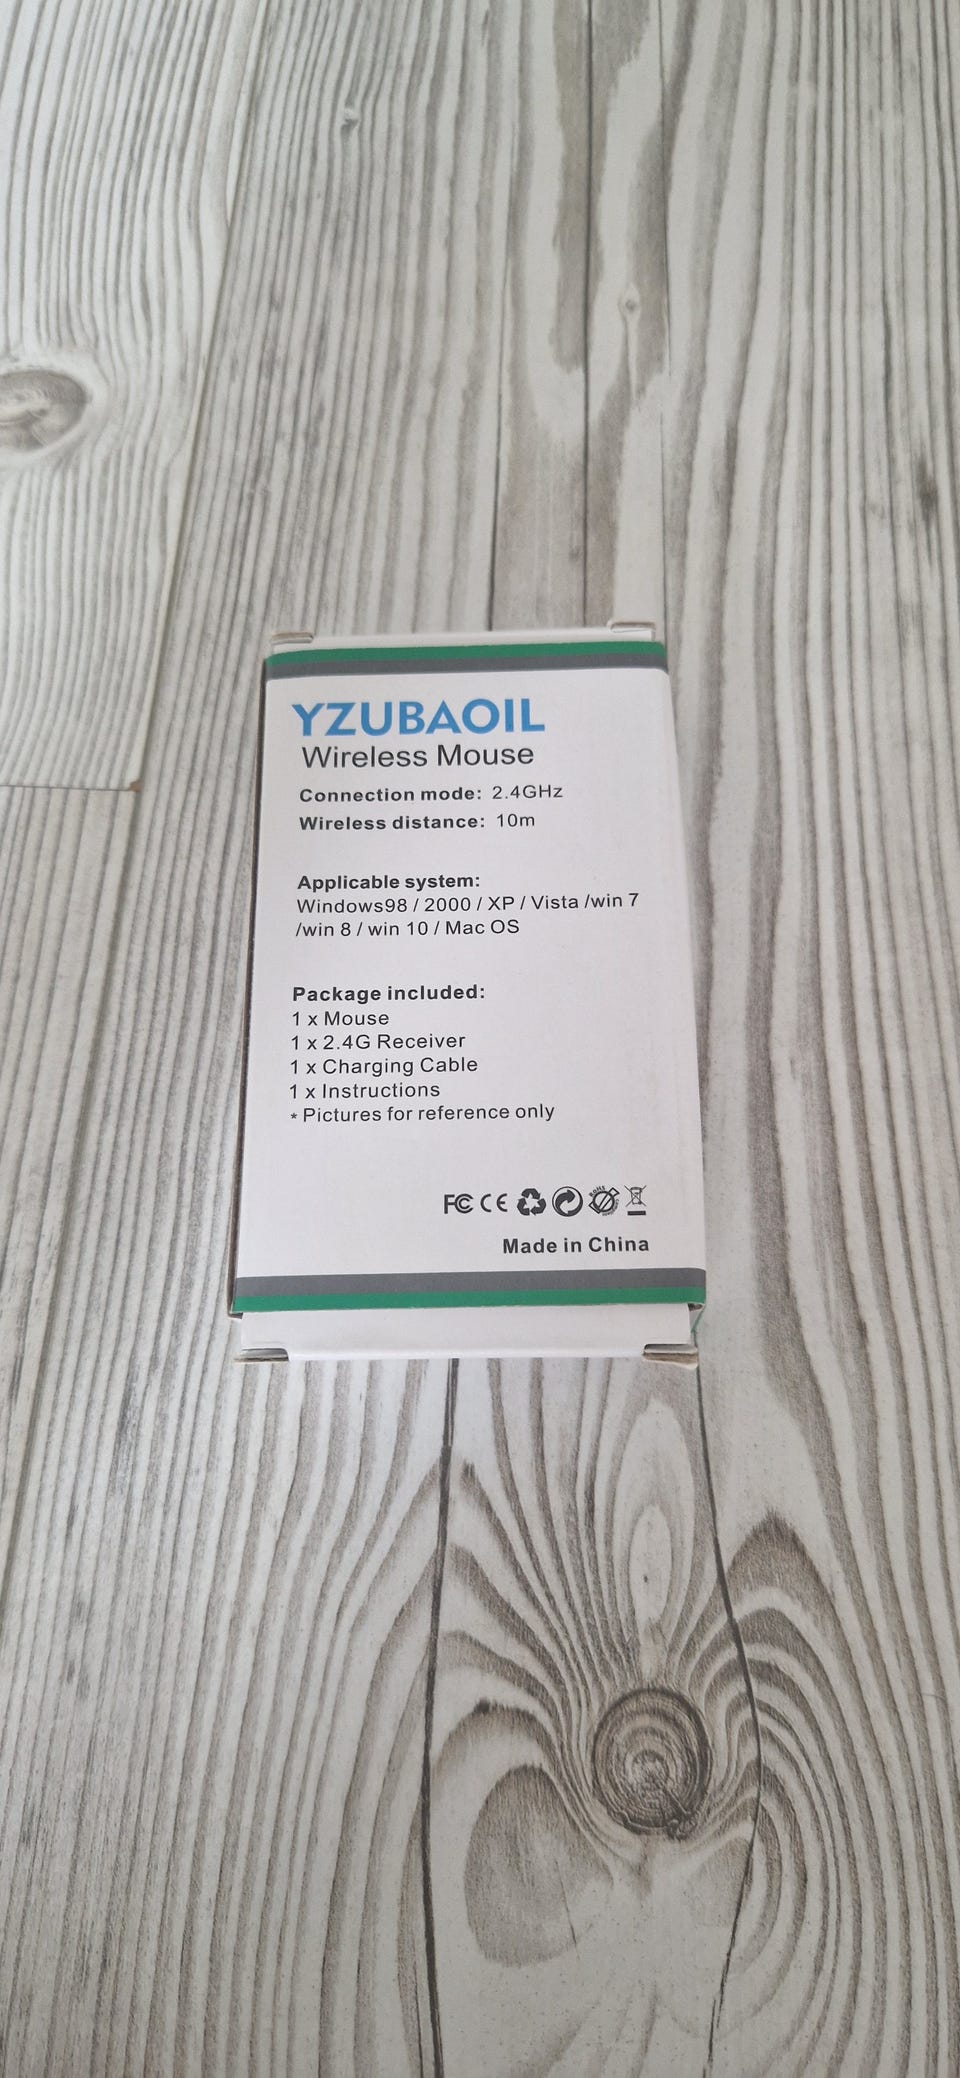 YZUBAOIL
Wireless Mouse
Connection mode: 2.4GHz
Wireless distance: 10m
Applicable system:
Windows98 / 2000 / XP / Vista /win 7
/win 8 / win 10 / Mac OS
Package included:
1 x Mouse
1 x 2.4G Receiver
1 x Charging Cable
1 x Instructions
* Pictures for reference only
FC CE
Made in China